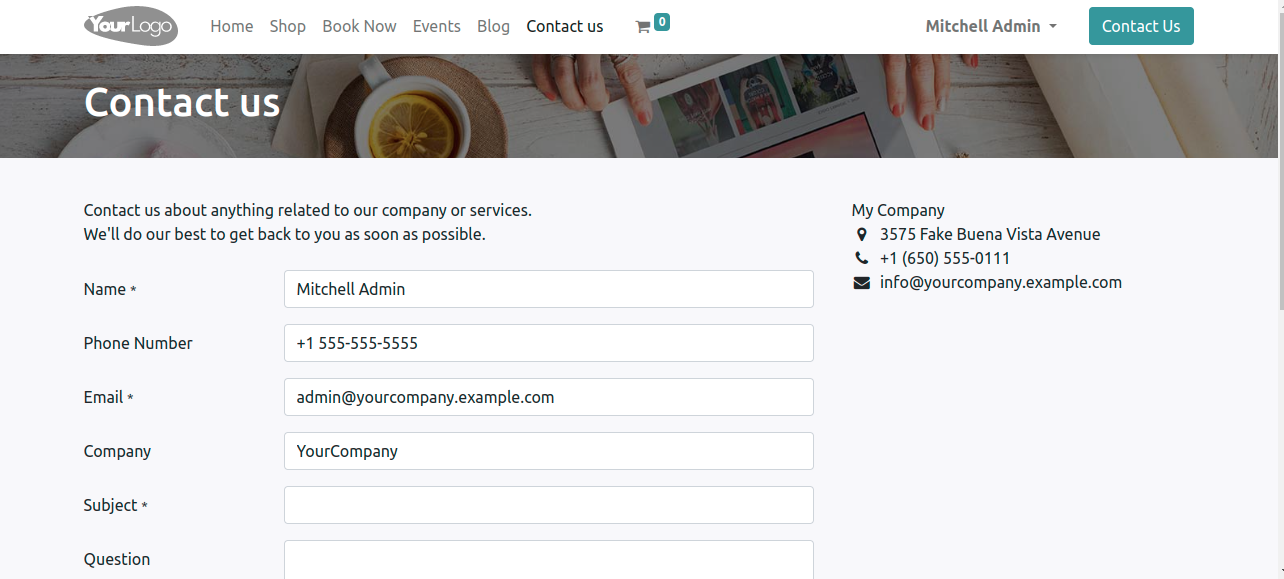 YourLogo Home Shop Book Now Events Blog Contact us 0 Mitchell Admin Contact Us
Contact us
Contact us about anything related to our company or services.
We'll do our best to get back to you as soon as possible.
My Company
3575 Fake Buena Vista Avenue
+1 (650) 555-0111
info@yourcompany.example.com
Name * Mitchell Admin
Phone Number +1 555-555-5555
Email * admin@yourcompany.example.com
Company YourCompany
Subject *
Question